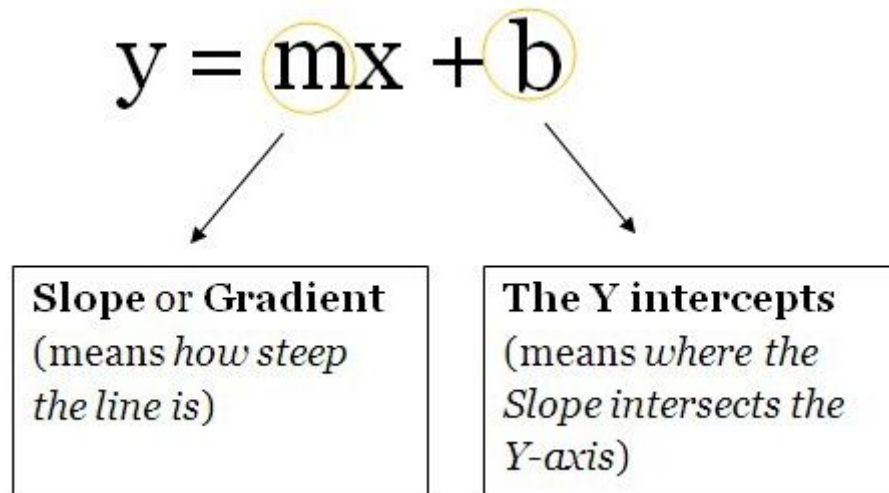 y = mx + b
Slope or Gradient
(means how steep
the line is)
The Y intercepts
(means where the
Slope intersects the
Y-axis)